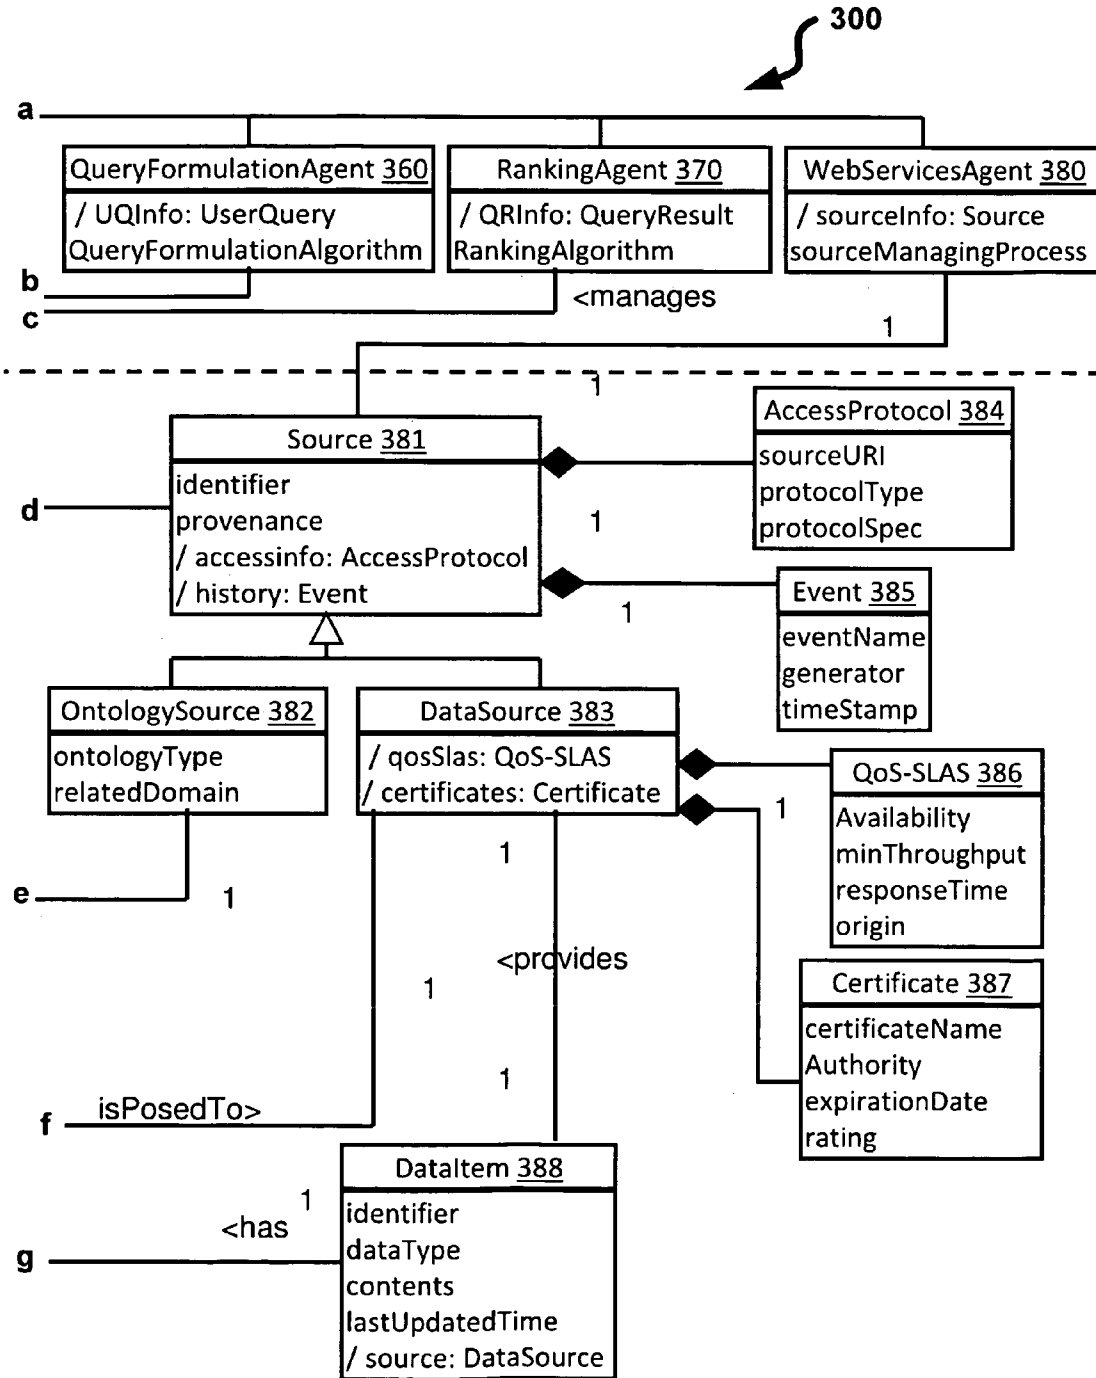 300
a
QueryFormulationAgent 360
/ UQInfo: UserQuery
QueryFormulationAlgorithm
RankingAgent 370
/ QRInfo: QueryResult
RankingAlgorithm
WebServicesAgent 380
/ sourceInfo: Source
sourceManagingProcess
b
c
<manages
1
1
Source 381
identifier
provenance
/ accessinfo: AccessProtocol
/ history: Event
d
AccessProtocol 384
sourceURI
protocolType
protocolSpec
1
Event 385
eventName
generator
timeStamp
1
OntologySource 382
ontologyType
relatedDomain
DataSource 383
/ qosSlas: QoS-SLAS
/ certificates: Certificate
QoS-SLAS 386
Availability
minThroughput
responseTime
origin
1
1
e
1
<provides
1
Certificate 387
certificateName
Authority
expirationDate
rating
1
isPosedTo>
f
DataItem 388
identifier
dataType
contents
lastUpdatedTime
/ source: DataSource
1
<has
g